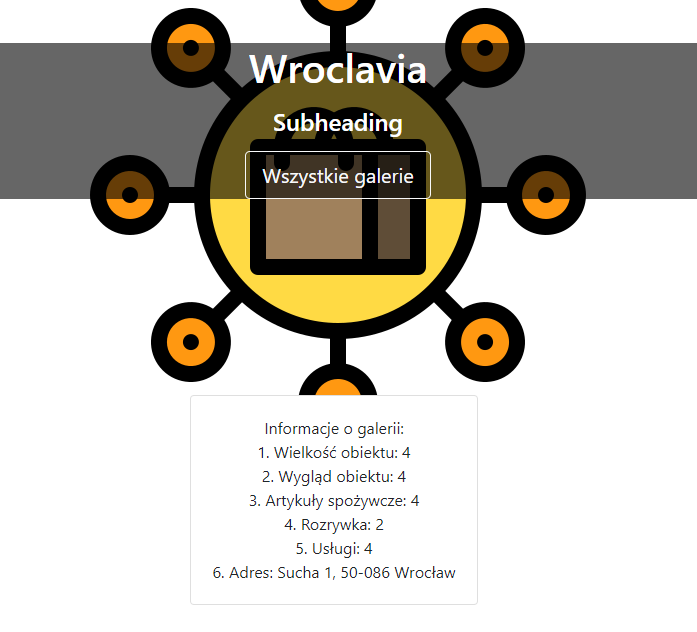 Wroclavia
Subheading
Wszystkie galerie
Informacje o galerii:
1. Wielkość obiektu: 4
2. Wygląd obiektu: 4
3. Artykuły spożywcze: 4
4. Rozrywka: 2
5. Usługi: 4
6. Adres: Sucha 1, 50-086 Wrocław